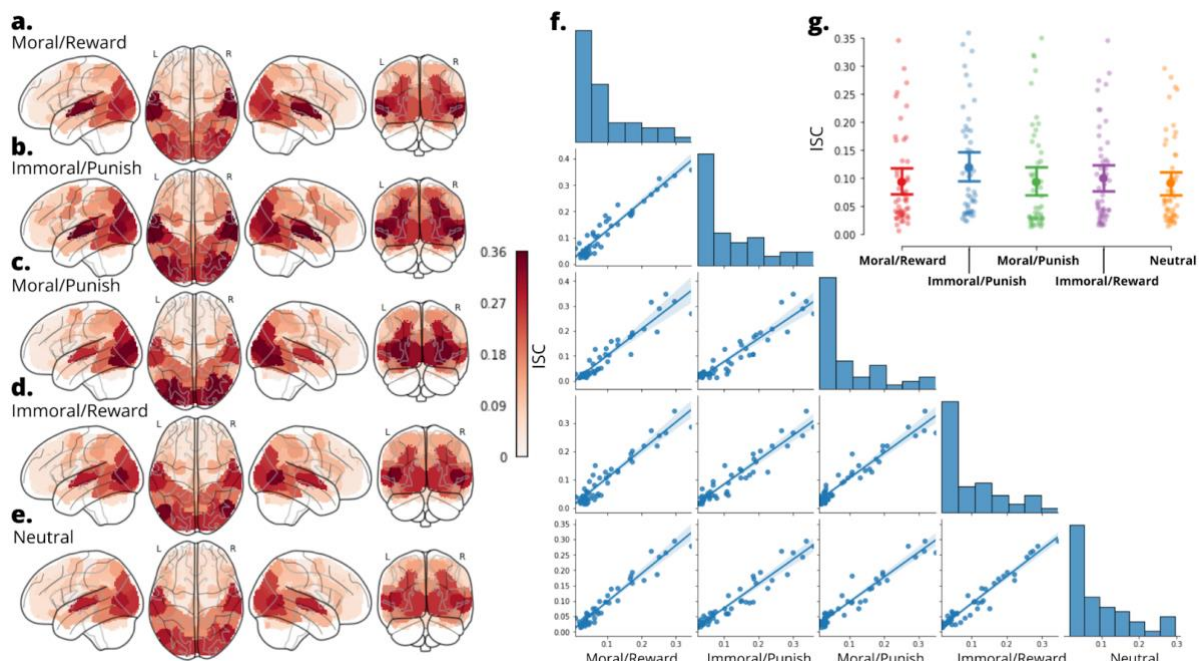 a.
Moral/Reward
L
R
L
R
b.
Immoral/Punish
c.
Moral/Punish
0.36
0.27
0.18
0.09
0
ISC
d.
Immoral/Reward
e.
Neutral
L
R
L
R
f.
0.4
0.3
0.2
0.1
0.0
0.4
0.3
0.2
0.1
0.0
0.3
0.2
0.1
0.0
0.35
0.30
0.25
0.20
0.15
0.10
0.05
0.00
0.1 0.2 0.3
0.1 0.2 0.3
0.1 0.2 0.3
0.1 0.2 0.3
0.1 0.2 0.3
Moral/Reward
Immoral/Punish
Moral/Punish
Immoral/Reward
Neutral
g.
0.35
0.30
0.25
0.20
0.15
0.10
0.05
0.00
ISC
Moral/Reward
Immoral/Punish
Moral/Punish
Immoral/Reward
Neutral